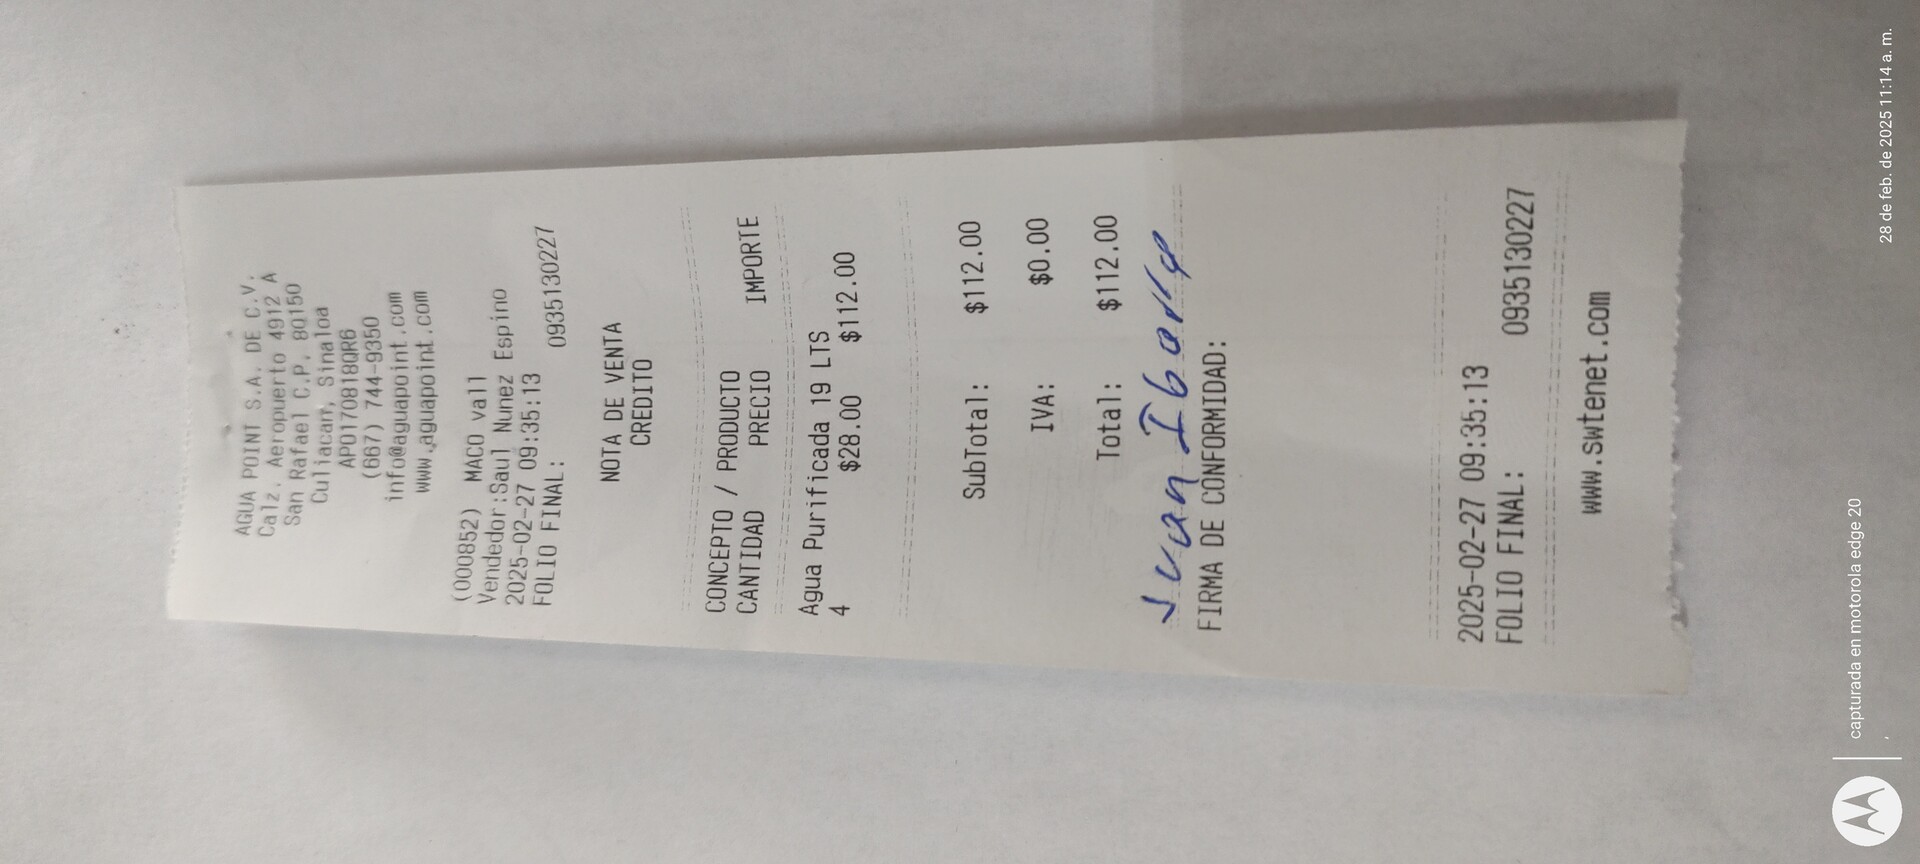 AGUA POINT S.A. DE C.V.
Calz. Aeropuerto 4912 A
San Rafael C.P. 80150
Culiacan, Sinaloa
APO170818QR6
(667) 744-9350
info@aguapoint.com
www.aguapoint.com
(000852) MACO vall
Vendedor:Saul Nunez Espino
2025-02-27 09:35:13
FOLIO FINAL: 0935130227
NOTA DE VENTA
CREDITO
CONCEPTO / PRODUCTO
CANTIDAD PRECIO IMPORTE
Agua Purificada 19 LTS
4 $28.00 $112.00
SubTotal: $112.00
IVA: $0.00
Total: $112.00
Ivan Ibarra
FIRMA DE CONFORMIDAD:
2025-02-27 09:35:13
FOLIO FINAL: 0935130227
www.swtenet.com
capturada en motorola edge 20
,
28 de feb. de 2025 11:14 a. m.